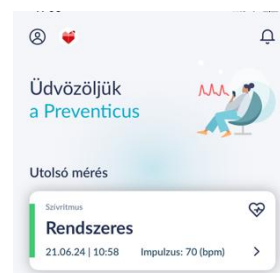 Üdvözöljük
a Preventicus
Utolsó mérés
Szívritmus
Rendszeres
21.06.24 | 10:58 Impulzus: 70 (bpm)